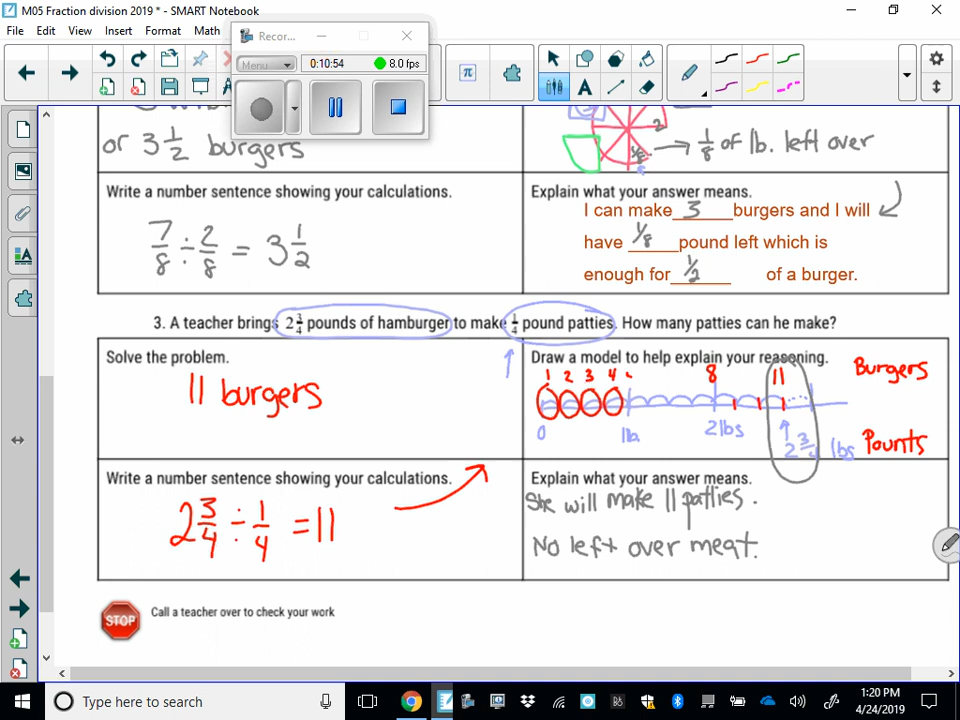 M05 Fraction division 2019 * - SMART Notebook
File Edit View Insert Format Math
Recor...
Menu
0:10:54
8.0 fps
π
A
or 3 1/2 burgers
2
1/8
→ 1/8 of lb. left over
Write a number sentence showing your calculations.
7/8 ÷ 2/8 = 3 1/2
Explain what your answer means.
I can make 3 burgers and I will
have 1/8 pound left which is
enough for 1/2 of a burger.
3. A teacher brings 2 3/4 pounds of hamburger to make 1/4 pound patties. How many patties can he make?
Solve the problem.
11 burgers
Draw a model to help explain your reasoning.
1 2 3 4 8 11 Burgers
0 1lb 2lbs 2 3/4 lbs Pounts
Write a number sentence showing your calculations.
2 3/4 ÷ 1/4 = 11
Explain what your answer means.
She will make 11 patties.
No left over meat.
STOP
Call a teacher over to check your work
Type here to search
1:20 PM
4/24/2019